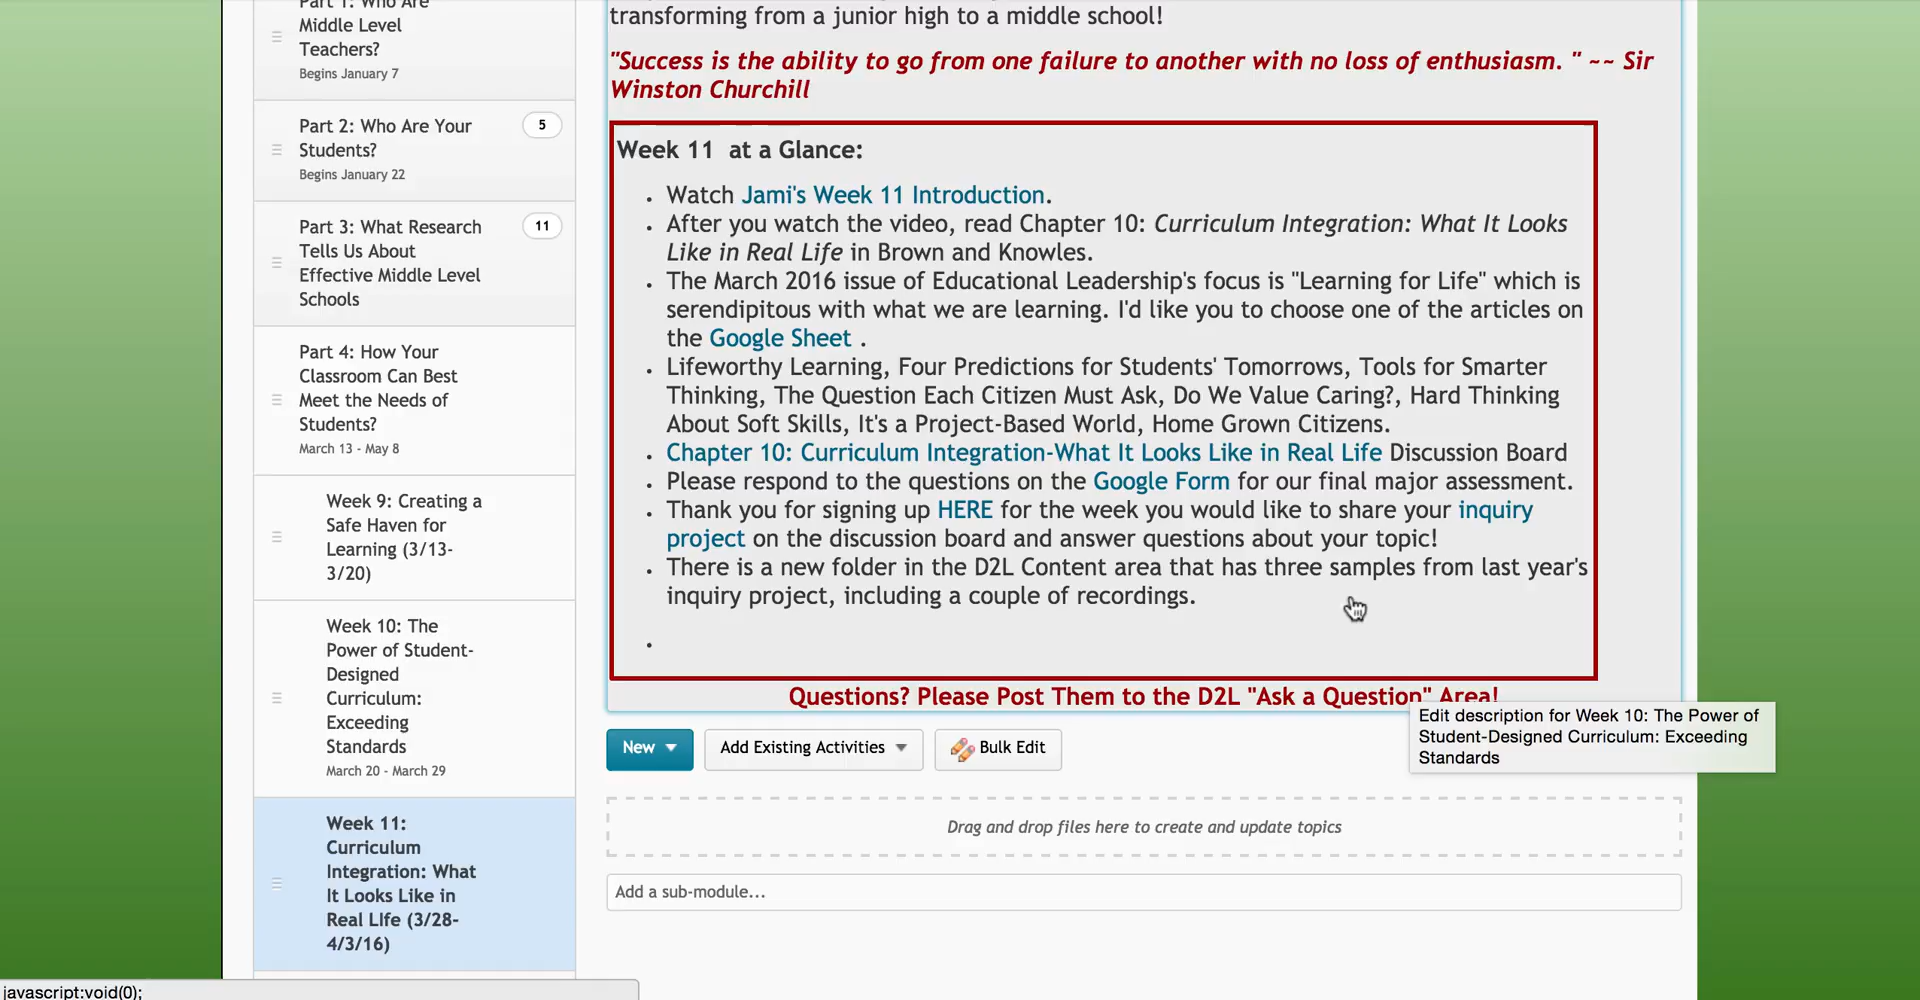 Part 1: Who Are
Middle Level
Teachers?
Begins January 7
Part 2: Who Are Your
Students?
5
Begins January 22
Part 3: What Research
Tells Us About
Effective Middle Level
Schools
11
Part 4: How Your
Classroom Can Best
Meet the Needs of
Students?
March 13 - May 8
Week 9: Creating a
Safe Haven for
Learning (3/13-
3/20)
Week 10: The
Power of Student-
Designed
Curriculum:
Exceeding
Standards
March 20 - March 29
Week 11:
Curriculum
Integration: What
It Looks Like in
Real LIfe (3/28-
4/3/16)
transforming from a junior high to a middle school!
"Success is the ability to go from one failure to another with no loss of enthusiasm. " ~~ Sir
Winston Churchill
Week 11  at a Glance:
• Watch Jami's Week 11 Introduction.
• After you watch the video, read Chapter 10: Curriculum Integration: What It Looks
Like in Real Life in Brown and Knowles.
• The March 2016 issue of Educational Leadership's focus is "Learning for Life" which is
serendipitous with what we are learning. I'd like you to choose one of the articles on
the Google Sheet .
• Lifeworthy Learning, Four Predictions for Students' Tomorrows, Tools for Smarter
Thinking, The Question Each Citizen Must Ask, Do We Value Caring?, Hard Thinking
About Soft Skills, It's a Project-Based World, Home Grown Citizens.
• Chapter 10: Curriculum Integration-What It Looks Like in Real Life Discussion Board
• Please respond to the questions on the Google Form for our final major assessment.
• Thank you for signing up HERE for the week you would like to share your inquiry
project on the discussion board and answer questions about your topic!
• There is a new folder in the D2L Content area that has three samples from last year's
inquiry project, including a couple of recordings.
•
Questions? Please Post Them to the D2L "Ask a Question" Area!
Edit description for Week 10: The Power of
Student-Designed Curriculum: Exceeding
Standards
New
Add Existing Activities
Bulk Edit
Drag and drop files here to create and update topics
Add a sub-module...
javascript:void(0);